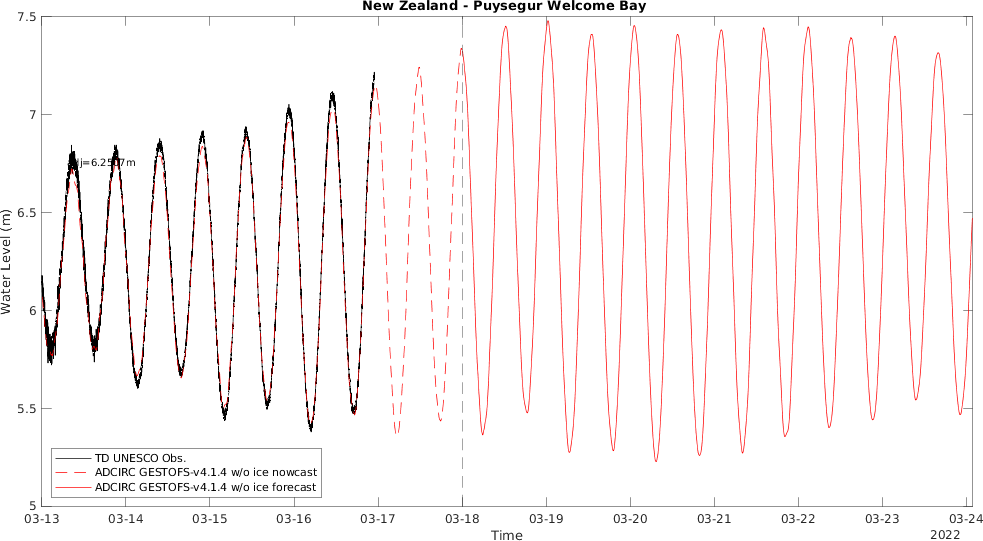 New Zealand - Puysegur Welcome Bay
7.5
7
6.5
6
5.5
5
Water Level (m)
TD UNESCO Obs.
ADCIRC GESTOFS-v4.1.4 w/o ice nowcast
ADCIRC GESTOFS-v4.1.4 w/o ice forecast
03-13 03-14 03-15 03-16 03-17 03-18 03-19 03-20 03-21 03-22 03-23 03-24
Time
2022